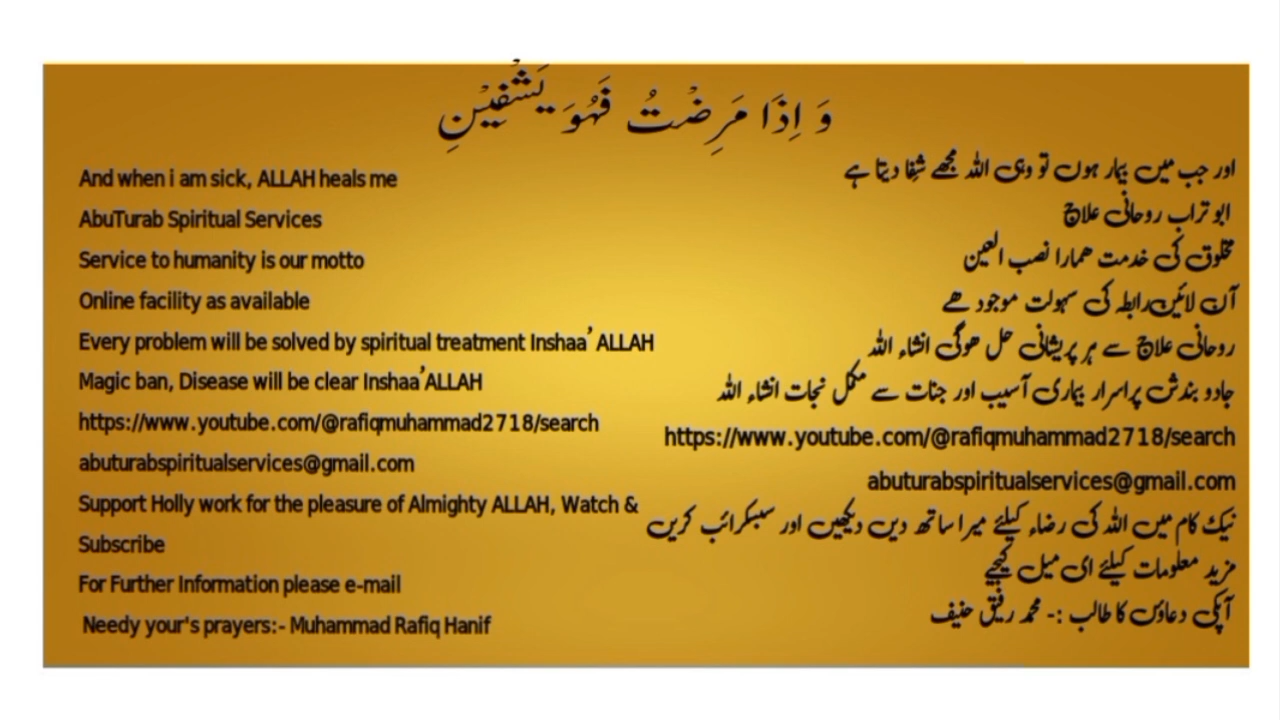 وَ اِذَا مَرِضْتُ فَهُوَ يَشْفِيْنِ
And when i am sick, ALLAH heals me
AbuTurab Spiritual Services
Service to humanity is our motto
Online facility as available
Every problem will be solved by spiritual treatment Inshaa’ ALLAH
Magic ban, Disease will be clear Inshaa’ALLAH
https://www.youtube.com/@rafiqmuhammad2718/search
abuturabspiritualservices@gmail.com
Support Holly work for the pleasure of Almighty ALLAH, Watch &
Subscribe
For Further Information please e-mail
Needy your's prayers:- Muhammad Rafiq Hanif
اور جب میں بیمار ہوں تو وہی اللہ مجھے شِفا دیتا ہے
ابو تراب روحانی علاج
مخلوق کی خدمت ھمارا نصب العین
آن لائین رابطہ کی سہولت موجود ھے
روحانی علاج سے ہر پریشانی حل ھوگی انشاء اللہ
جادو بندش پراسرار بیماری آسیب اور جنات سے مکمل نجات انشاء اللہ
https://www.youtube.com/@rafiqmuhammad2718/search
abuturabspiritualservices@gmail.com
نیک کام میں اللہ کی رضاء کیلئے میرا ساتھ دیں دیکھیں اور سبسکرائب کریں
مزید معلومات کیلئے ای میل کیجیے
آپکی دعاؤں کا طالب :- محمد رفیق حنیف